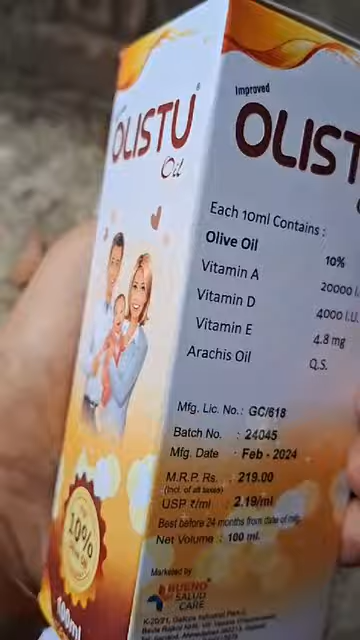 OLISTU®
Oil
10%
100ml
Improved
OLIST
Each 10ml Contains :
Olive Oil 10%
Vitamin A 20000 I.
Vitamin D 4000 I.U.
Vitamin E 4.8 mg
Arachis Oil Q.S.
Mfg. Lic. No.: GC/618
Batch No. : 24045
Mfg. Date : Feb - 2024
M.R.P. Rs. : 219.00
(Incl. of all taxes)
USP ₹/ml : 2.19/ml
Best before 24 months from date of mfg.
Net Volume : 100 ml.
Marketed by
BUENO
SALUD
CARE